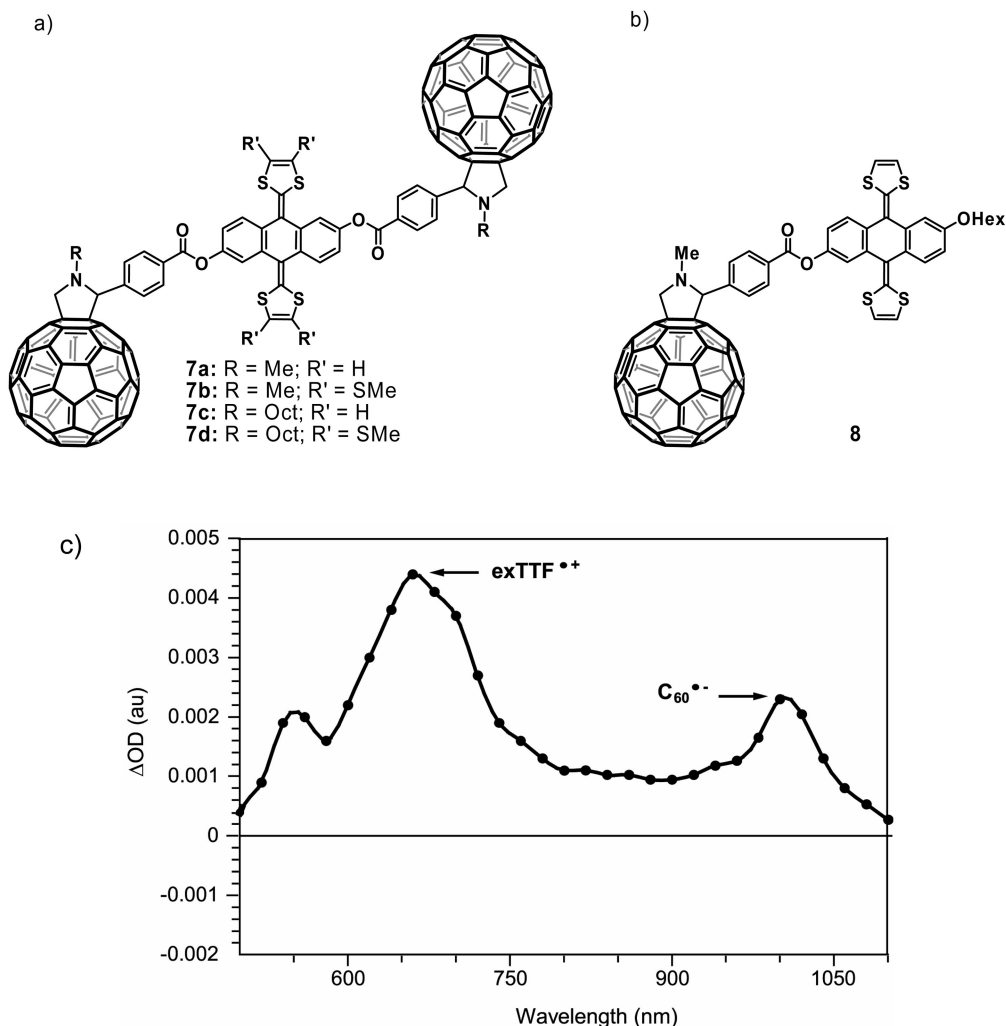 a)
b)
R'
R'
S
S
N
R
O
O
O
O
R
N
S
S
R'
R'
7a: R = Me; R' = H
7b: R = Me; R' = SMe
7c: R = Oct; R' = H
7d: R = Oct; R' = SMe
S
S
OHex
O
O
Me
N
S
S
8
c)
0.005
0.004
0.003
0.002
0.001
0
-0.001
-0.002
ΔOD (au)
exTTF•+
C60•-
600
750
900
1050
Wavelength (nm)